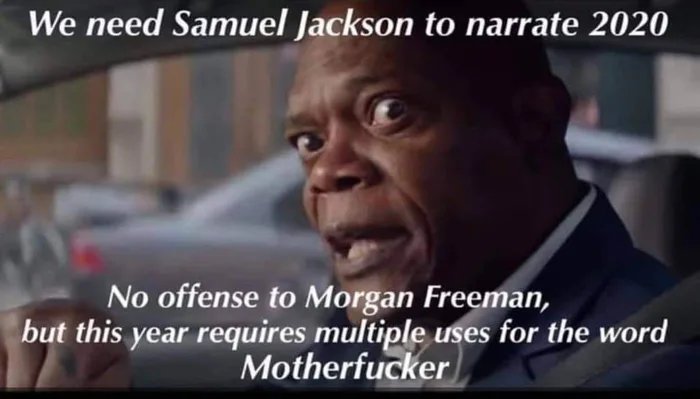 We need Samuel Jackson to narrate 2020
No offense to Morgan Freeman,
but this year requires multiple uses for the word
Motherfucker